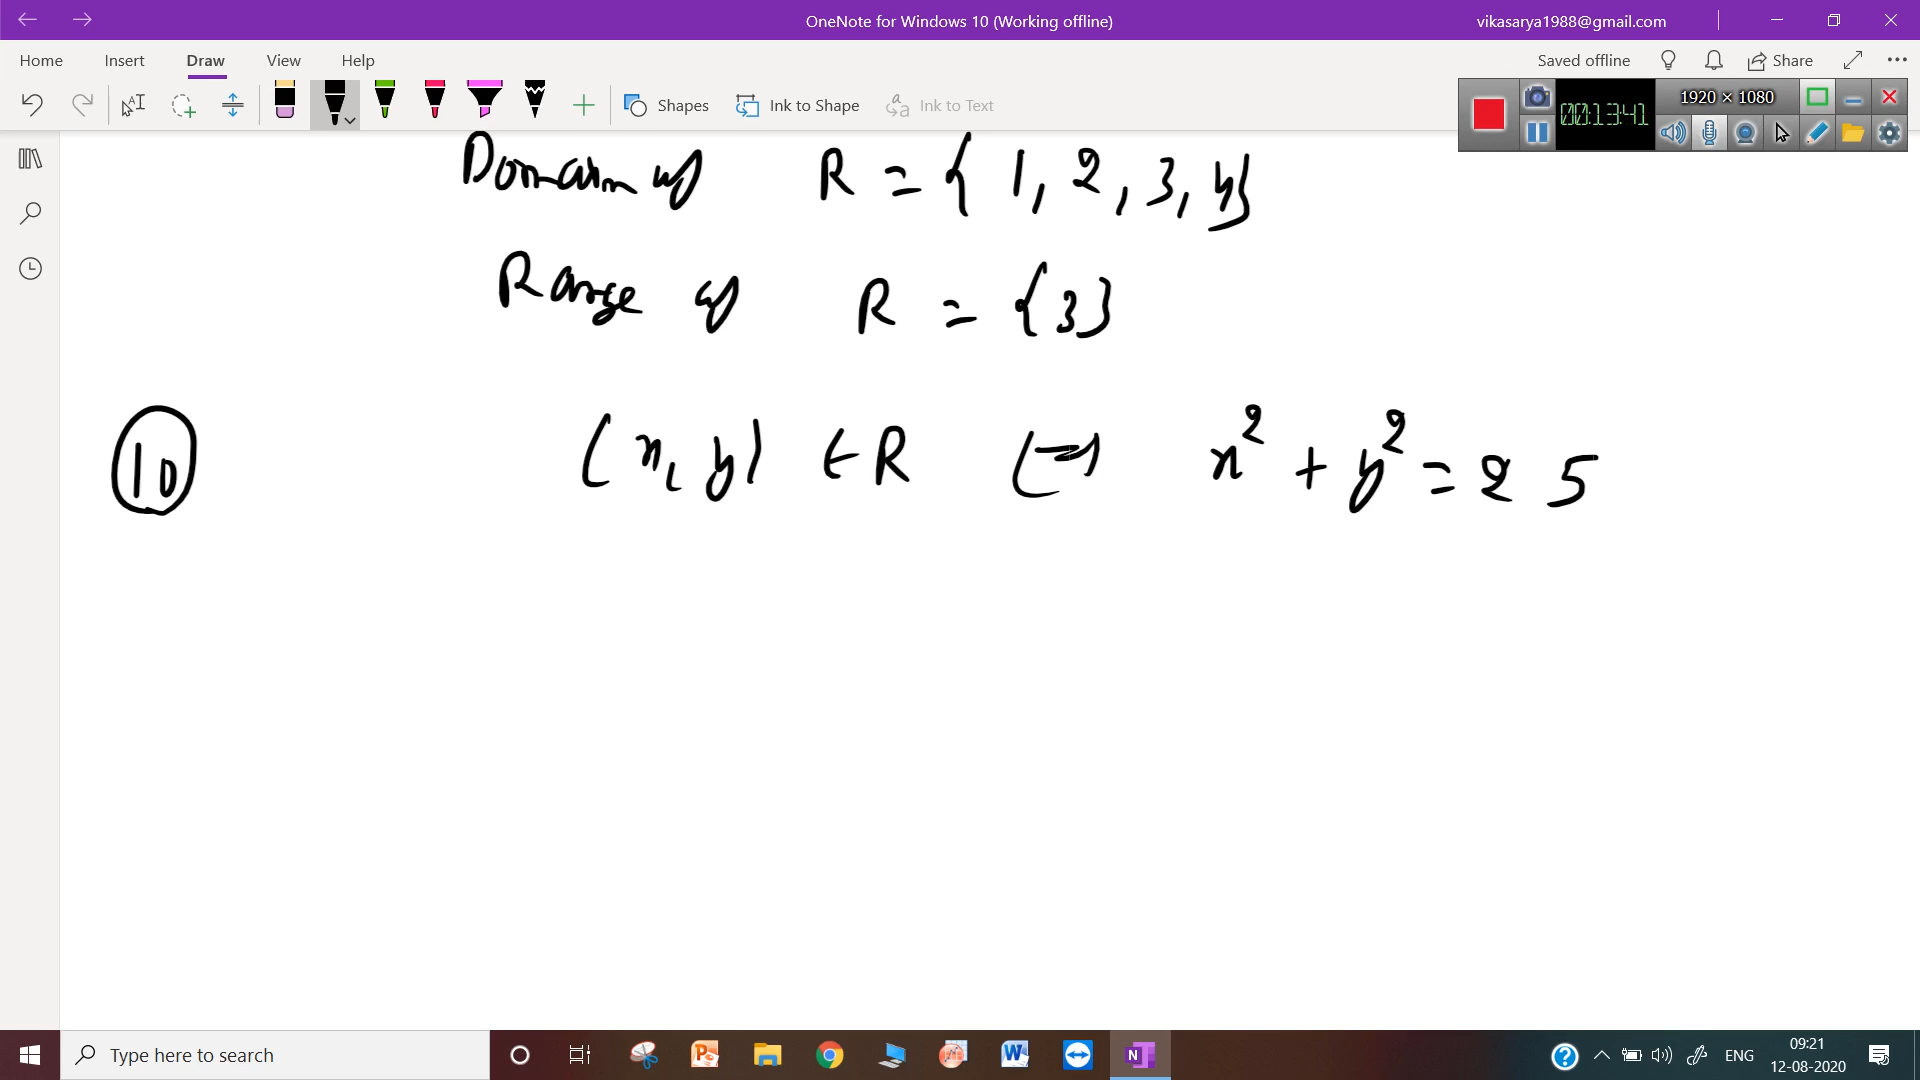 OneNote for Windows 10 (Working offline)
vikasarya1988@gmail.com
Home Insert Draw View Help
Saved offline Share
Shapes Ink to Shape Ink to Text
1920 × 1080
00:13:41
Domain of R = { 1, 2, 3, 4}
Range of R = {3}
10 (x, y) ∈ R ⟺ x² + y² = 25
Type here to search
ENG
09:21
12-08-2020